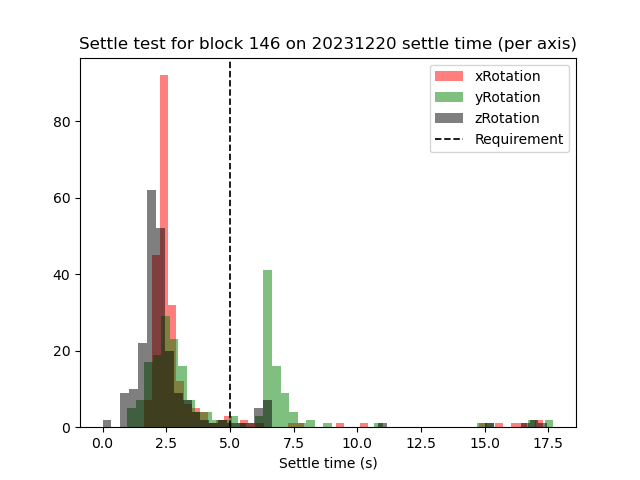 Settle test for block 146 on 20231220 settle time (per axis)
xRotation
yRotation
zRotation
Requirement
80
60
40
20
0
0.0 2.5 5.0 7.5 10.0 12.5 15.0 17.5
Settle time (s)